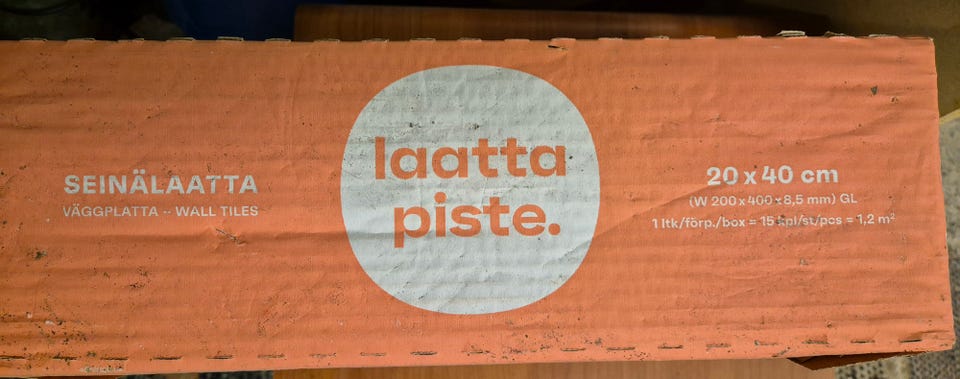 SEINÄLAATTA
VÄGGPLATTA -- WALL TILES
laatta
piste.
20 x 40 cm
(W 200 x 400 x 8,5 mm) GL
1 ltk/förp./box = 15 kpl/st/pcs = 1,2 m²